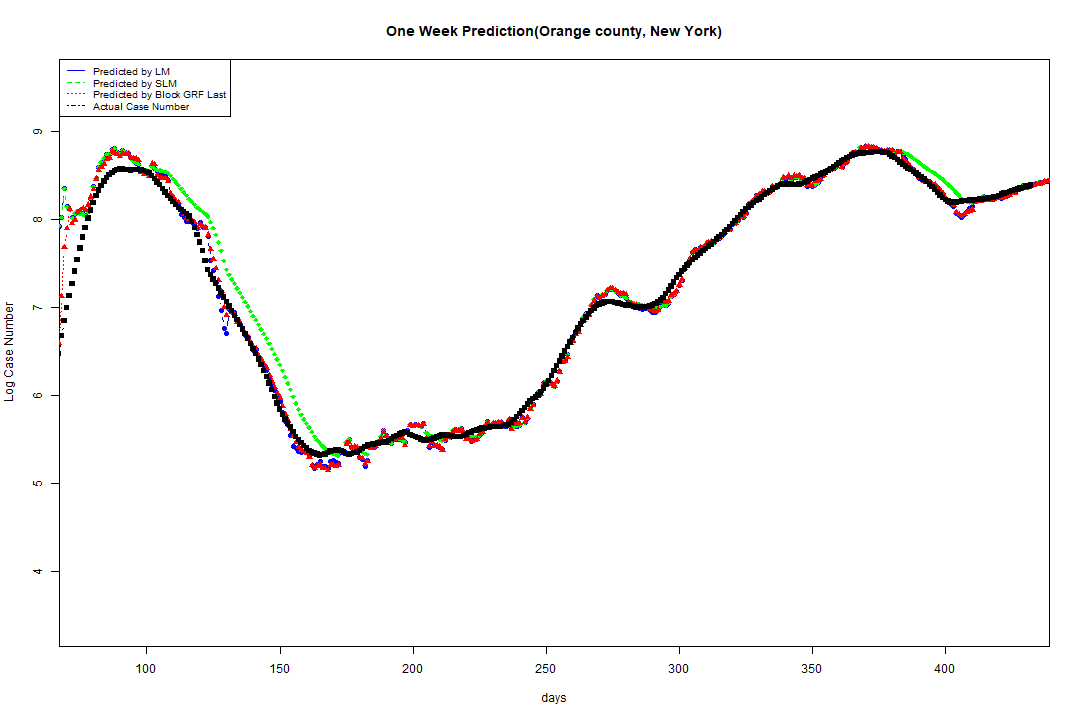 One Week Prediction(Orange county, New York)
Predicted by LM
Predicted by SLM
Predicted by Block GRF Last
Actual Case Number
9
8
7
6
5
4
Log Case Number
100 150 200 250 300 350 400
days